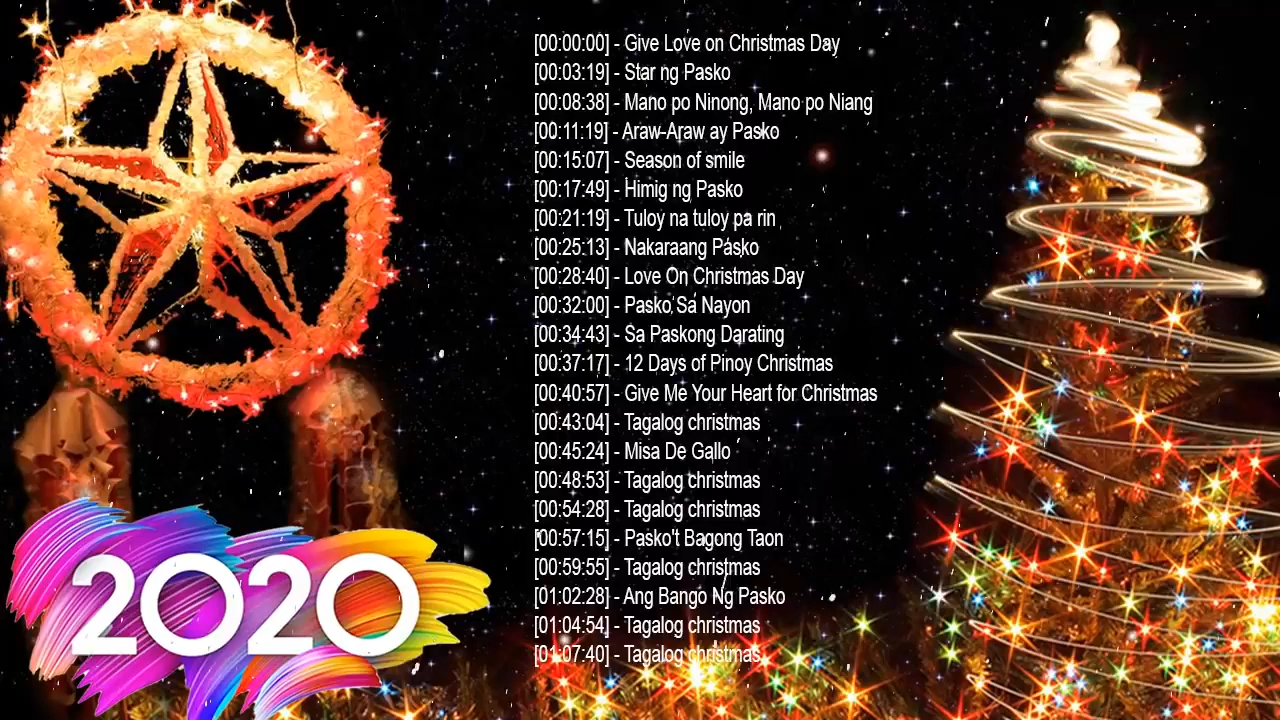 [00:00:00] - Give Love on Christmas Day
[00:03:19] - Star ng Pasko
[00:08:38] - Mano po Ninong, Mano po Niang
[00:11:19] - Araw-Araw ay Pasko
[00:15:07] - Season of smile
[00:17:49] - Himig ng Pasko
[00:21:19] - Tuloy na tuloy pa rin
[00:25:13] - Nakaraang Pasko
[00:28:40] - Love On Christmas Day
[00:32:00] - Pasko Sa Nayon
[00:34:43] - Sa Paskong Darating
[00:37:17] - 12 Days of Pinoy Christmas
[00:40:57] - Give Me Your Heart for Christmas
[00:43:04] - Tagalog christmas
[00:45:24] - Misa De Gallo
[00:48:53] - Tagalog christmas
[00:54:28] - Tagalog christmas
[00:57:15] - Pasko't Bagong Taon
[00:59:55] - Tagalog christmas
[01:02:28] - Ang Bango Ng Pasko
[01:04:54] - Tagalog christmas
[01:07:40] - Tagalog christmas
2020